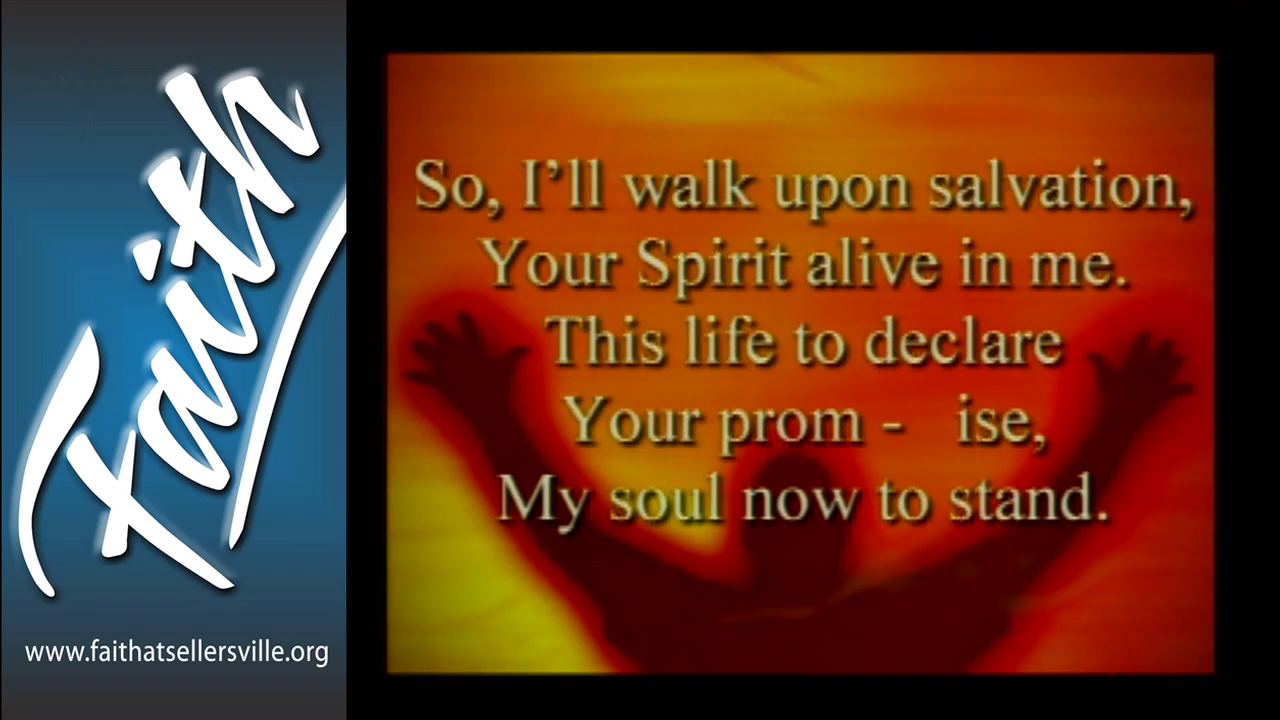 Faith
www.faithatsellersville.org
So, I'll walk upon salvation,
Your Spirit alive in me.
This life to declare
Your prom - ise,
My soul now to stand.